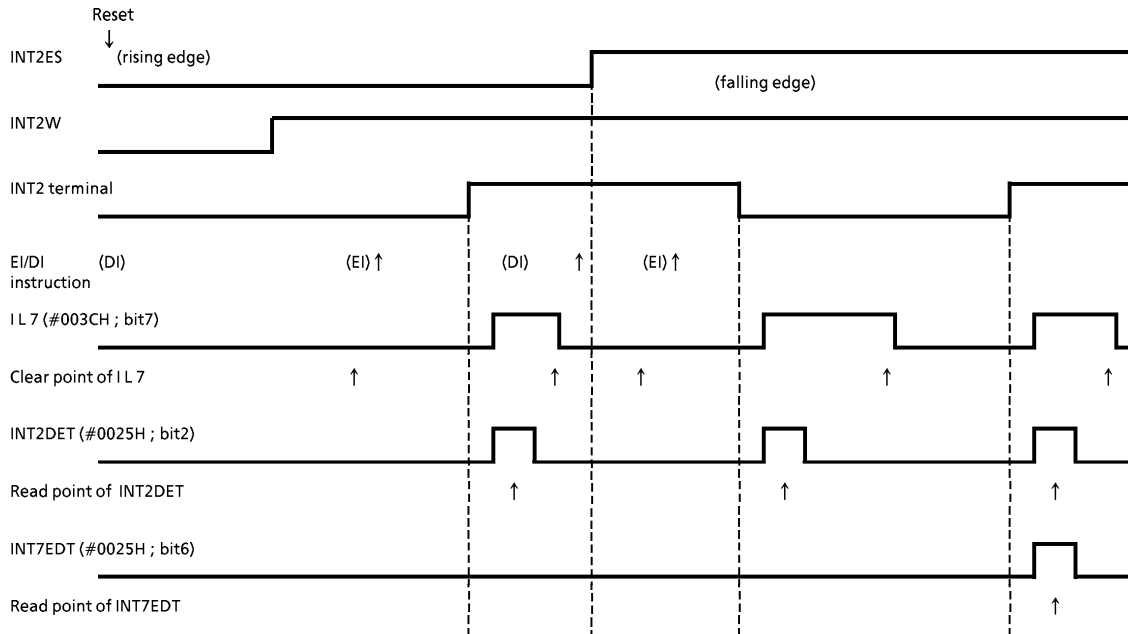 Reset
↓
INT2ES (rising edge)
(falling edge)
INT2W
INT2 terminal
EI/DI (DI) (EI)↑ (DI) ↑ (EI)↑
instruction
I L 7 (#003CH ; bit7)
Clear point of I L 7 ↑ ↑ ↑ ↑ ↑
INT2DET (#0025H ; bit2)
Read point of INT2DET ↑ ↑ ↑
INT7EDT (#0025H ; bit6)
Read point of INT7EDT ↑